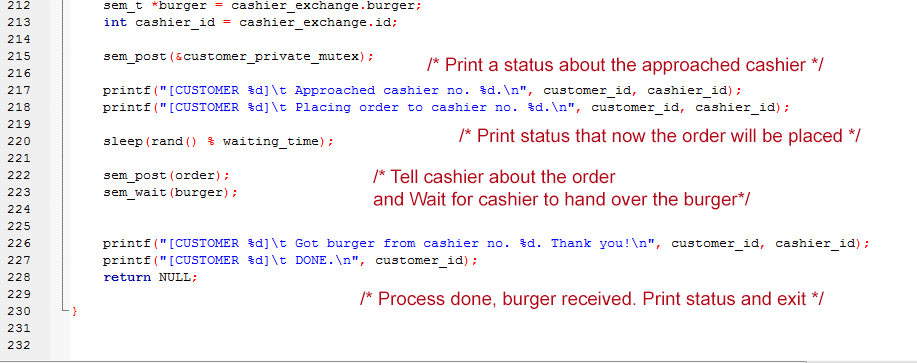 212 sem_t *burger = cashier_exchange.burger;
213 int cashier_id = cashier_exchange.id;
214
215 sem_post(&customer_private_mutex);
/* Print a status about the approached cashier */
216
217 printf("[CUSTOMER %d]\t Approached cashier no. %d.\n", customer_id, cashier_id);
218 printf("[CUSTOMER %d]\t Placing order to cashier no. %d.\n", customer_id, cashier_id);
219
/* Print status that now the order will be placed */
220 sleep(rand() % waiting_time);
221
222 sem_post(order); /* Tell cashier about the order
223 sem_wait(burger); and Wait for cashier to hand over the burger*/
224
225
226 printf("[CUSTOMER %d]\t Got burger from cashier no. %d. Thank you!\n", customer_id, cashier_id);
227 printf("[CUSTOMER %d]\t DONE.\n", customer_id);
228 return NULL;
229 /* Process done, burger received. Print status and exit */
230 }
231
232